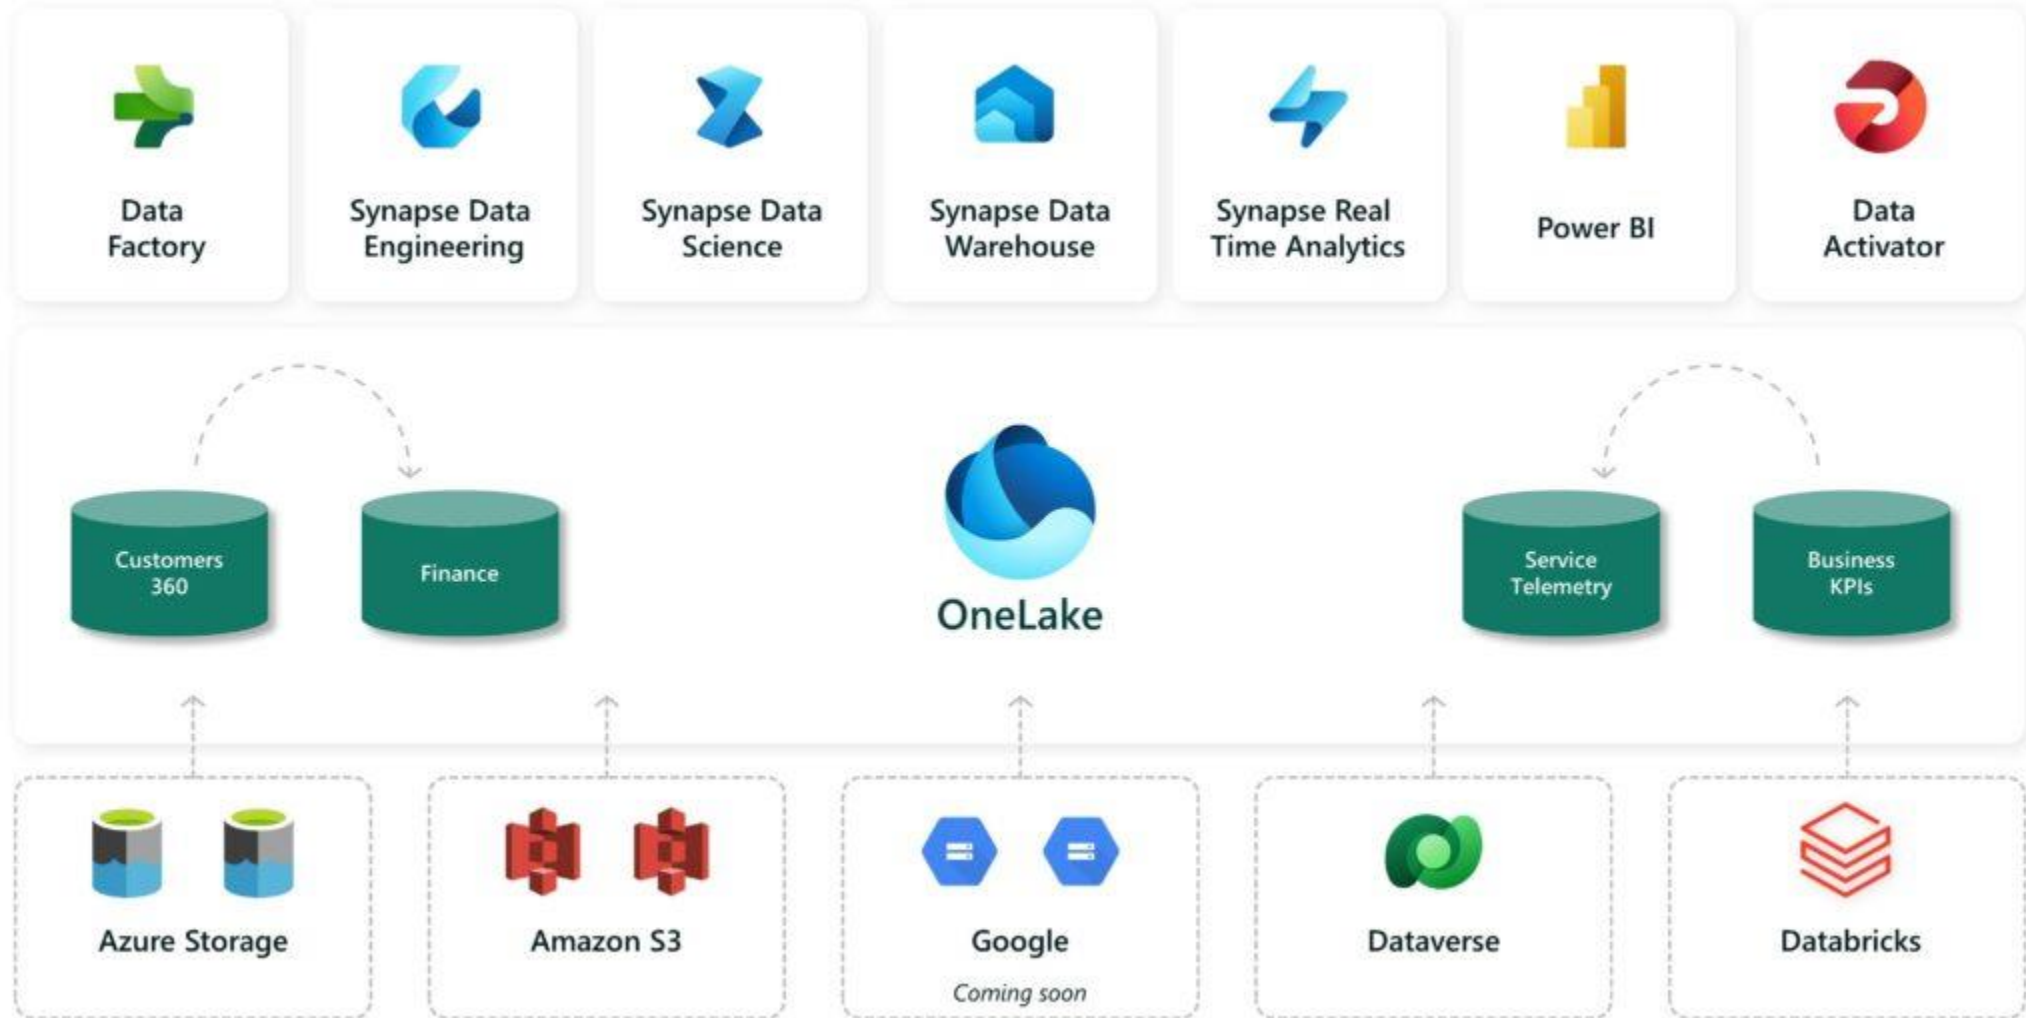 Data
Factory
Synapse Data
Engineering
Synapse Data
Science
Synapse Data
Warehouse
Synapse Real
Time Analytics
Power BI
Data
Activator
Customers
360
Finance
OneLake
Service
Telemetry
Business
KPIs
Azure Storage
Amazon S3
Google
Coming soon
Dataverse
Databricks